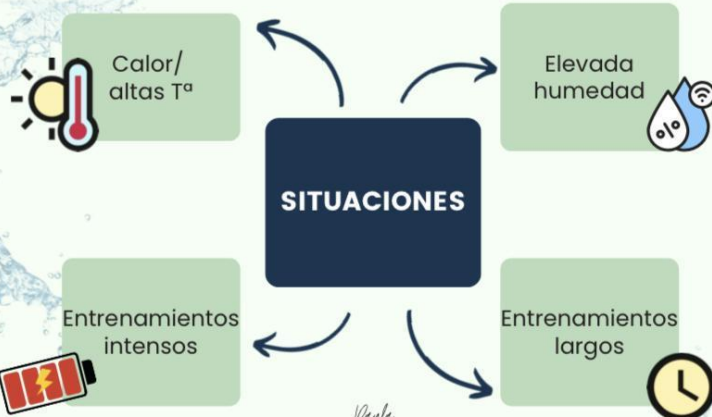 Calor/
altas Tª
Elevada
humedad
%
SITUACIONES
Entrenamientos
intensos
Entrenamientos
largos